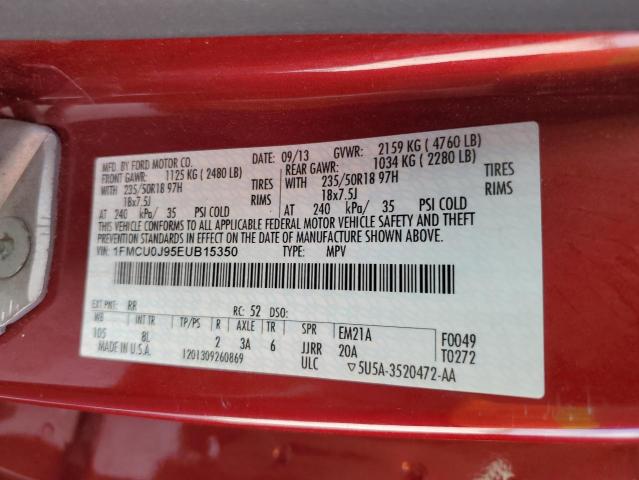 MFD. BY FORD MOTOR CO. DATE 09/13 GVWR: 2159 KG ( 4760 LB)
FRONT GAWR: 1125 KG ( 2480 LB) REAR GAWR: 1034 KG ( 2280 LB)
WITH 235/50R18 97H TIRES WITH 235/50R18 97H TIRES
18x7.5J RIMS 18x7.5J RIMS
AT 240 kPa/ 35 PSI COLD AT 240 kPa/ 35 PSI COLD
THIS VEHICLE CONFORMS TO ALL APPLICABLE FEDERAL MOTOR VEHICLE SAFETY AND THEFT
PREVENTION STANDARDS IN EFFECT ON THE DATE OF MANUFACTURE SHOWN ABOVE.
VIN: 1FMCU0J95EUB15350 TYPE: MPV
EXT PNT: RR RC: 52 DSO:
WB INT TR TP/PS R AXLE TR SPR EM21A F0049
105 8L 2 3A 6 JJRR 20A T0272
MADE IN U.S.A. 1201309260869 ULC ▽5U5A-3520472-AA